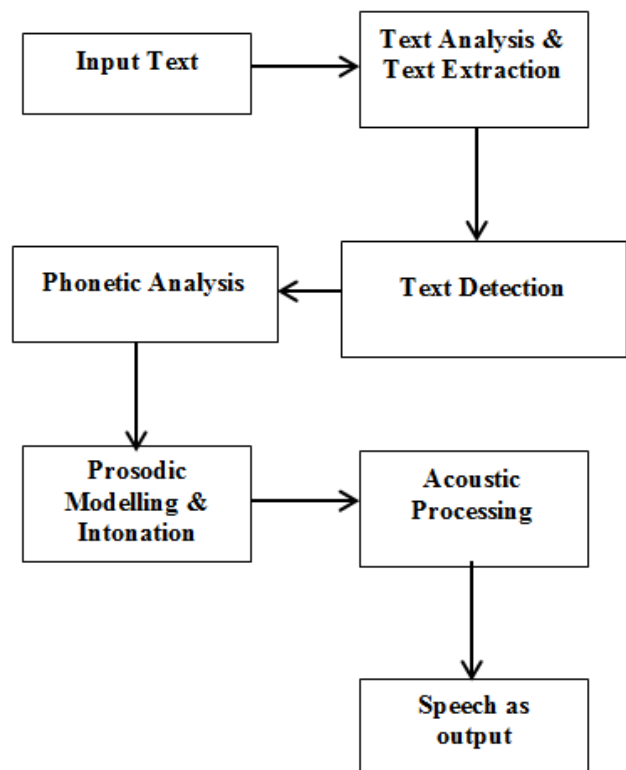 Input Text
Text Analysis &
Text Extraction
Text Detection
Phonetic Analysis
Prosodic
Modelling &
Intonation
Acoustic
Processing
Speech as
output